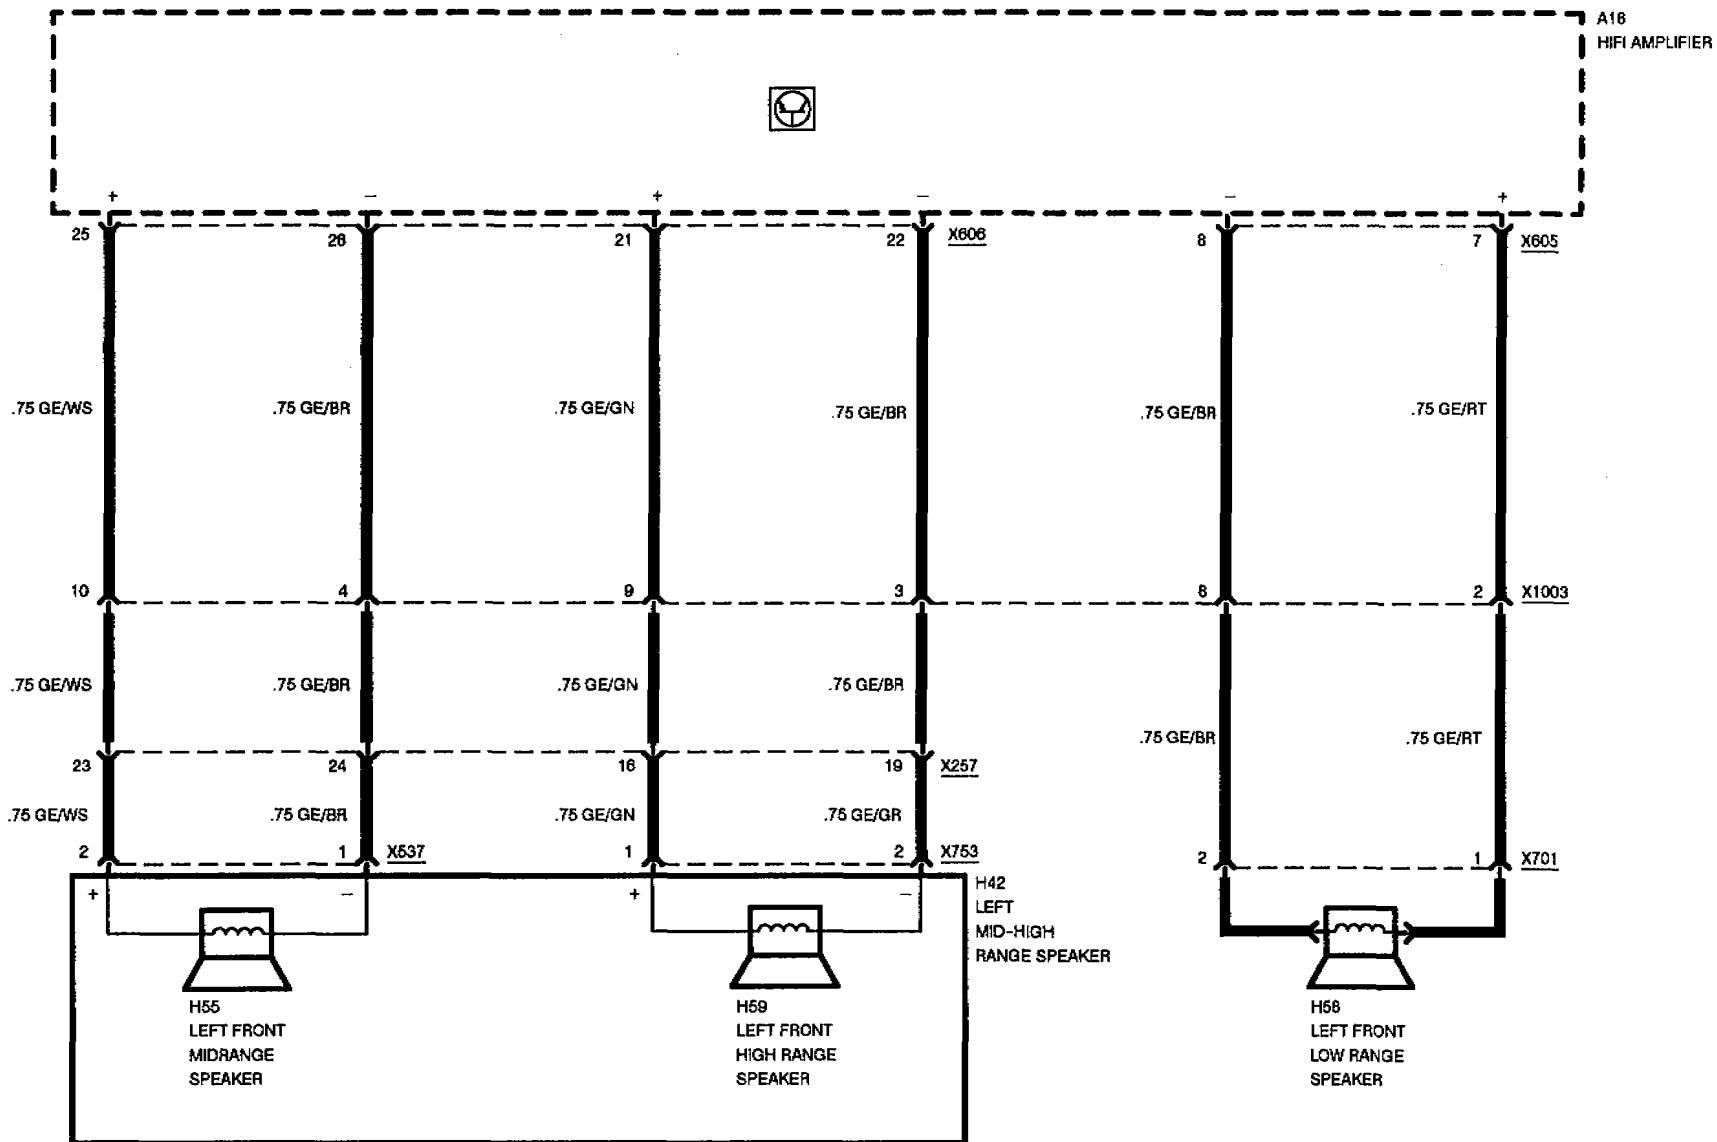 A18
HIFI AMPLIFIER
+ − + − − +
25 26 21 22 X606 8 7 X605
.75 GE/WS .75 GE/BR .75 GE/GN .75 GE/BR .75 GE/BR .75 GE/RT
10 4 9 3 8 2 X1003
.75 GE/WS .75 GE/BR .75 GE/GN .75 GE/BR .75 GE/BR .75 GE/RT
23 24 16 19 X257
.75 GE/WS .75 GE/BR .75 GE/GN .75 GE/GR
2 1 X537 1 2 X753 2 1 X701
+ − + −
H42
LEFT
MID-HIGH
RANGE SPEAKER
H55
LEFT FRONT
MIDRANGE
SPEAKER
H59
LEFT FRONT
HIGH RANGE
SPEAKER
H58
LEFT FRONT
LOW RANGE
SPEAKER